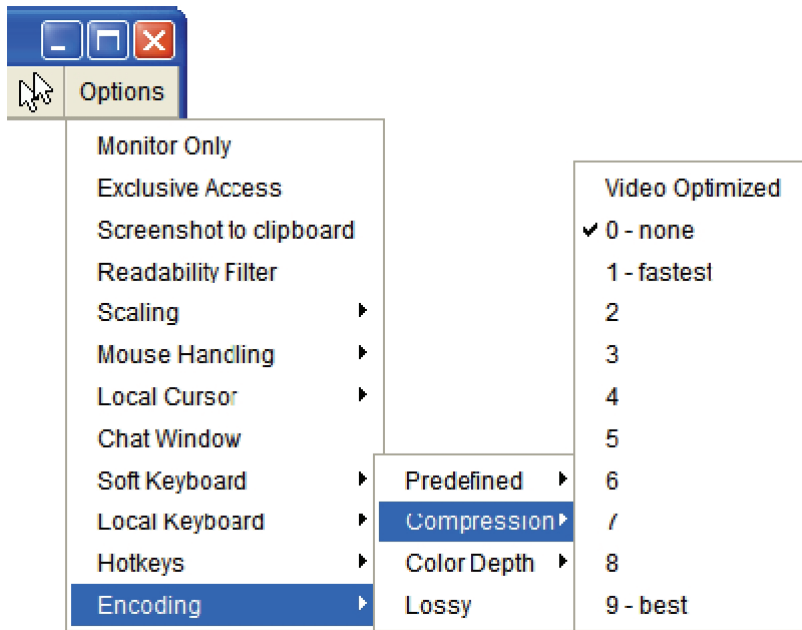 Options
Monitor Only
Exclusive Access
Screenshot to clipboard
Readability Filter
Scaling
Mouse Handling
Local Cursor
Chat Window
Soft Keyboard
Local Keyboard
Hotkeys
Encoding
Predefined
Compression
Color Depth
Lossy
Video Optimized
0 - none
1 - fastest
2
3
4
5
6
7
8
9 - best